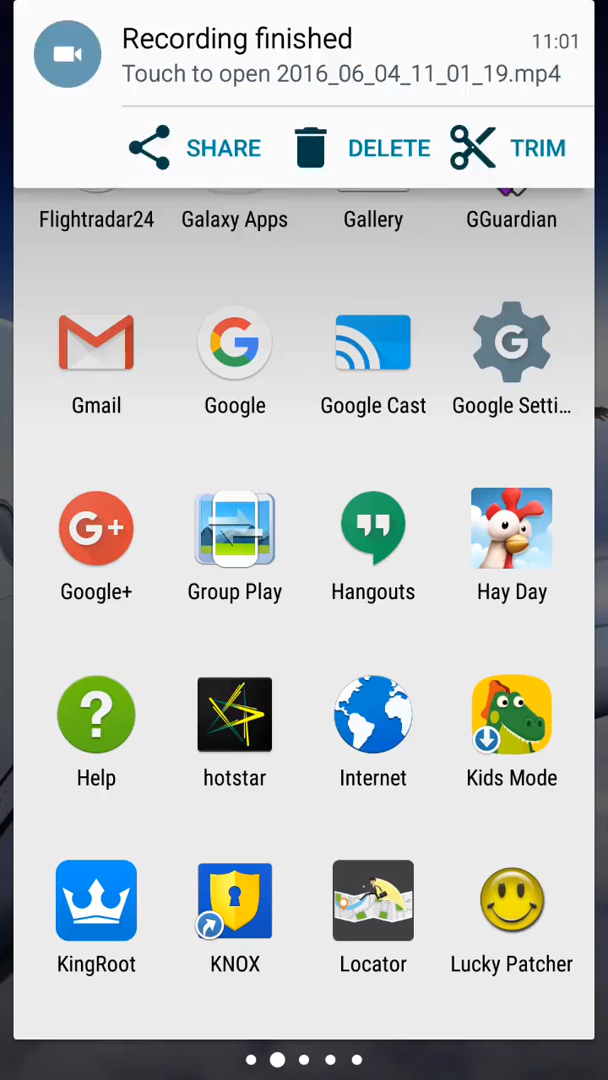 Recording finished
11:01
Touch to open 2016_06_04_11_01_19.mp4
SHARE
DELETE
TRIM
Flightradar24
Galaxy Apps
Gallery
GGuardian
G
Gmail
Google
Google Cast
Google Setti...
G+
Google+
Group Play
Hangouts
Hay Day
?
Help
hotstar
Internet
Kids Mode
KingRoot
KNOX
Locator
Lucky Patcher